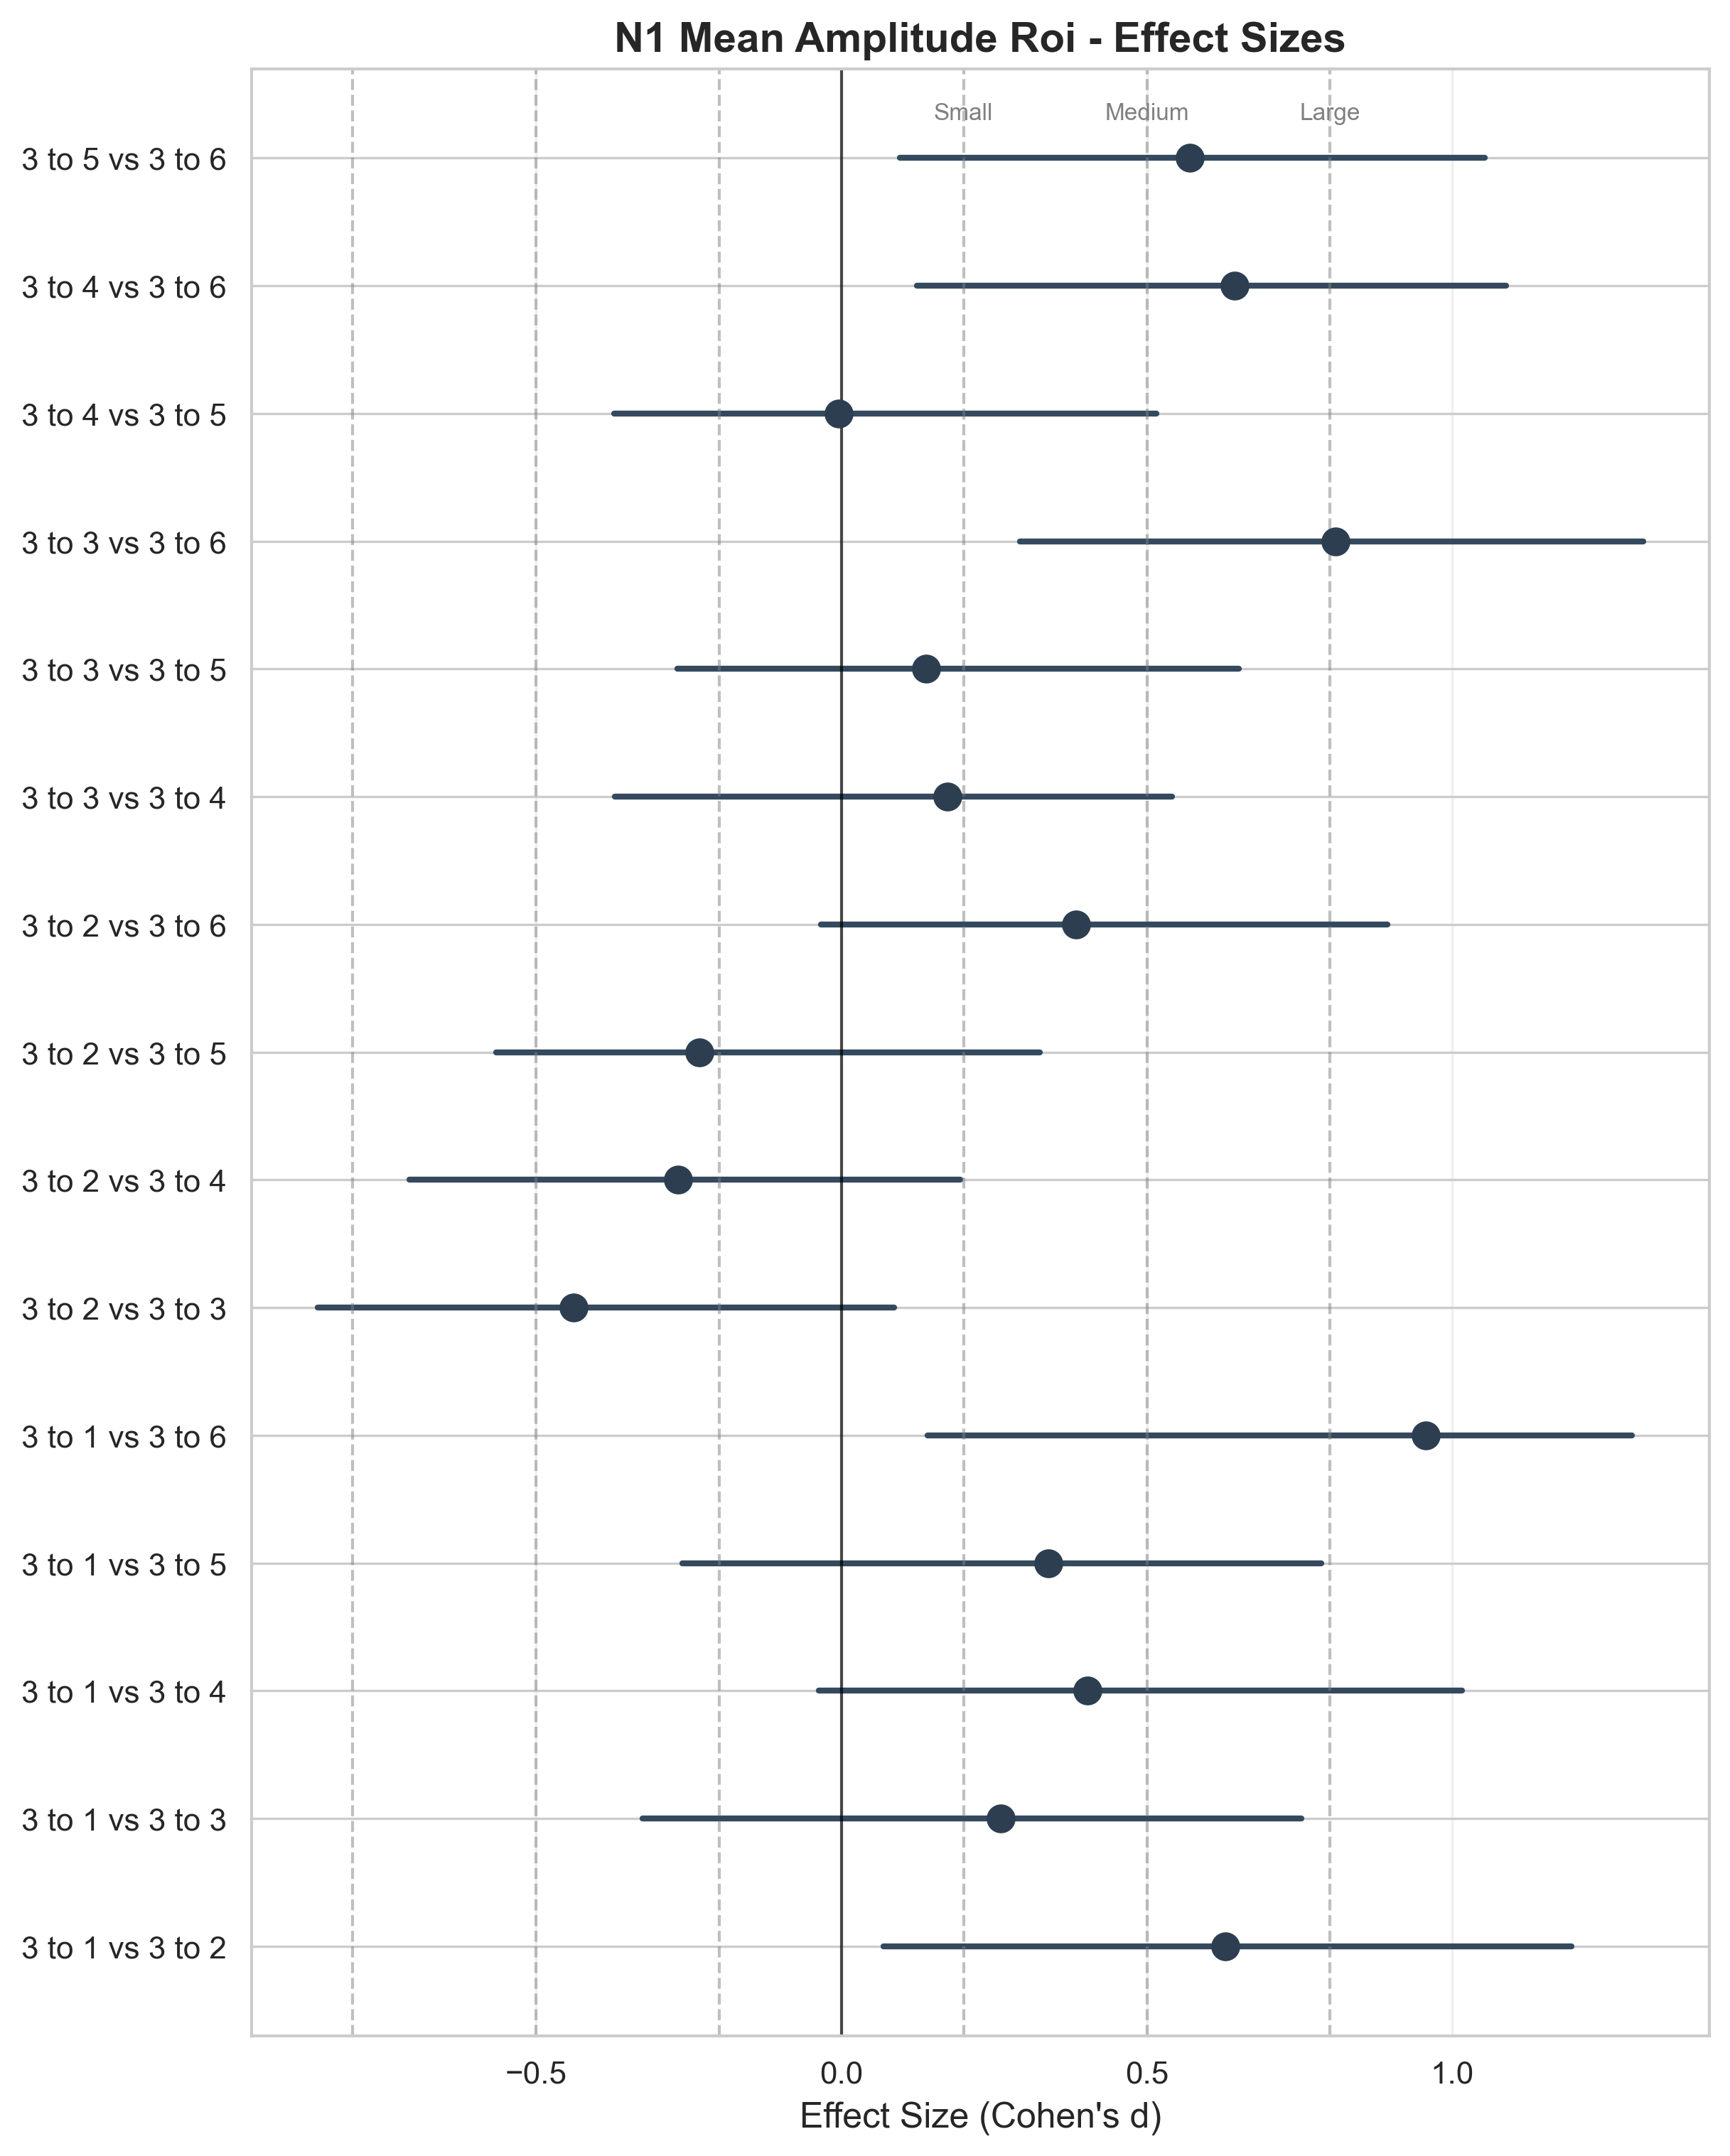 N1 Mean Amplitude Roi - Effect Sizes
Small Medium Large
3 to 5 vs 3 to 6
3 to 4 vs 3 to 6
3 to 4 vs 3 to 5
3 to 3 vs 3 to 6
3 to 3 vs 3 to 5
3 to 3 vs 3 to 4
3 to 2 vs 3 to 6
3 to 2 vs 3 to 5
3 to 2 vs 3 to 4
3 to 2 vs 3 to 3
3 to 1 vs 3 to 6
3 to 1 vs 3 to 5
3 to 1 vs 3 to 4
3 to 1 vs 3 to 3
3 to 1 vs 3 to 2
−0.5 0.0 0.5 1.0
Effect Size (Cohen's d)